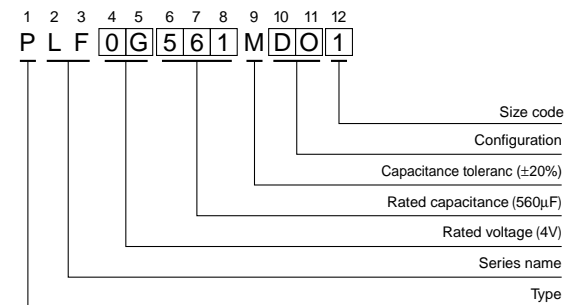 1 2 3 4 5 6 7 8 9 10 11 12
P L F 0 G 5 6 1 M D O 1
Size code
Configuration
Capacitance toleranc (±20%)
Rated capacitance (560μF)
Rated voltage (4V)
Series name
Type